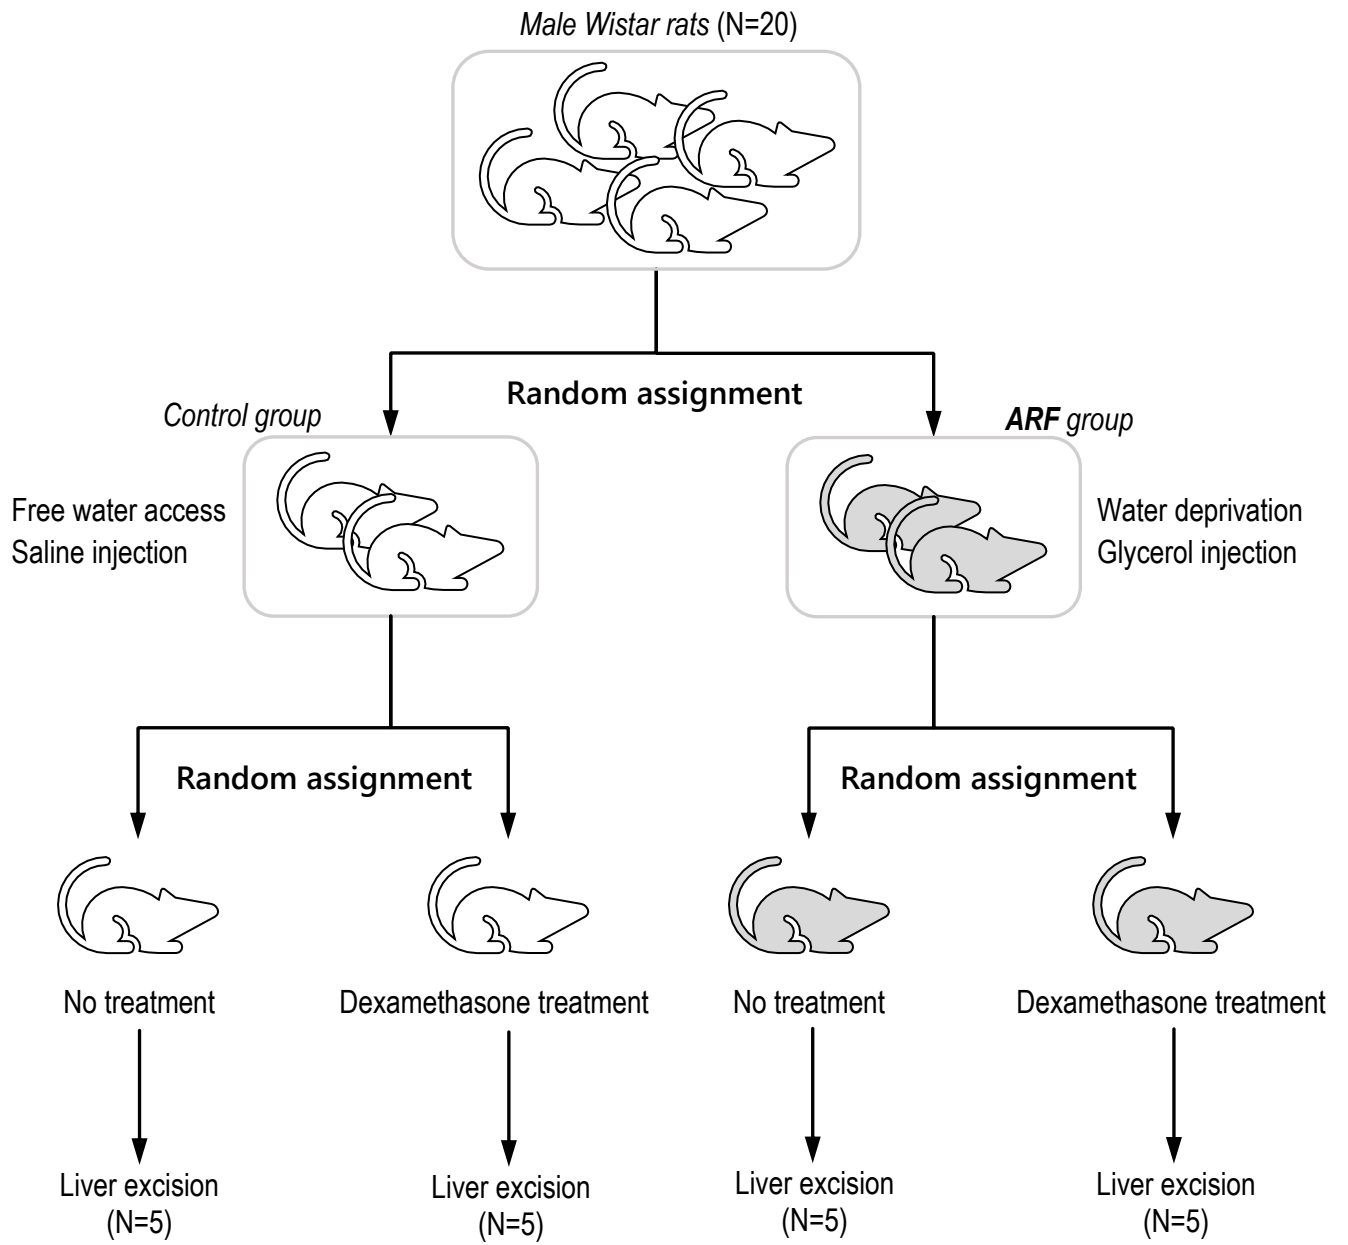 Male Wistar rats (N=20)
Random assignment
Control group
ARF group
Free water access
Saline injection
Water deprivation
Glycerol injection
Random assignment
Random assignment
No treatment
Dexamethasone treatment
No treatment
Dexamethasone treatment
Liver excision
(N=5)
Liver excision
(N=5)
Liver excision
(N=5)
Liver excision
(N=5)